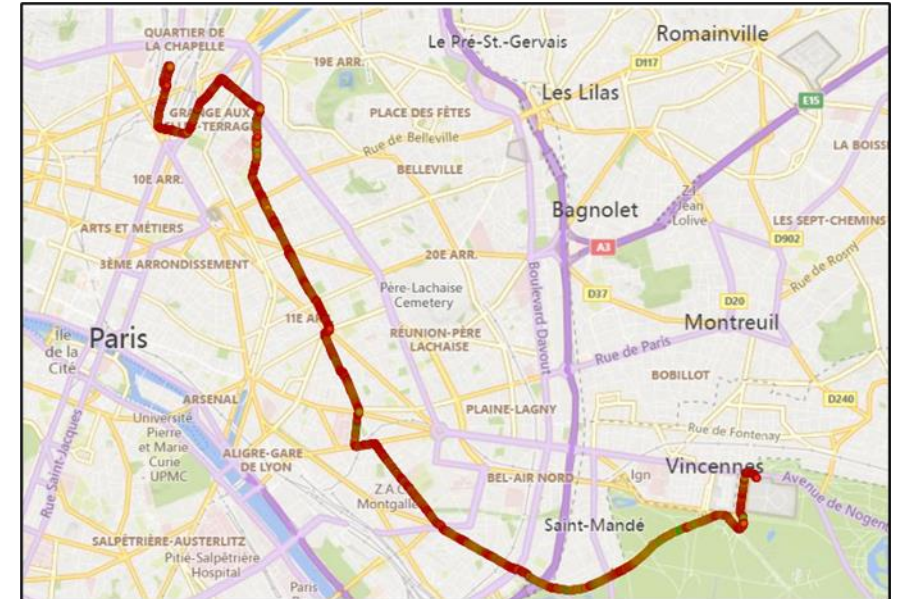 QUARTIER DE
LA CHAPELLE
Le Pré-St.-Gervais
Romainville
19E ARR.
D117
Les Lilas
E15
GRANGE AUX
PLACE DES FÊTES
Rue de Belleville
LA BOISSI
BELLEVILLE
10E ARR.
Z.I.
Jean
Lolive
Bagnolet
ARTS ET MÉTIERS
LES SEPT-CHEMINS
D902
A3
20E ARR.
3ÈME ARRONDISSEMENT
Rue de Rosny
Père-Lachaise
Cemetery
Boulevard Davout
D37
D20
11E
Montreuil
Île
de la
Cité
Paris
RÉUNION-PÈRE
LACHAISE
Rue de Paris
BOBILLOT
ARSENAL
D240
PLAINE-LAGNY
Université
Pierre
et Marie
Curie
- UPMC
Rue Saint-Jacques
Rue de Fontenay
ALIGRE-GARE
DE LYON
Vincennes
BEL-AIR NORD
Ign
Z.A.C.
Montgalle
Avenue de Nogent
Saint-Mandé
SALPÊTRIÈRE-AUSTERLITZ
Pitié-Salpêtrière
Hospital
Paris